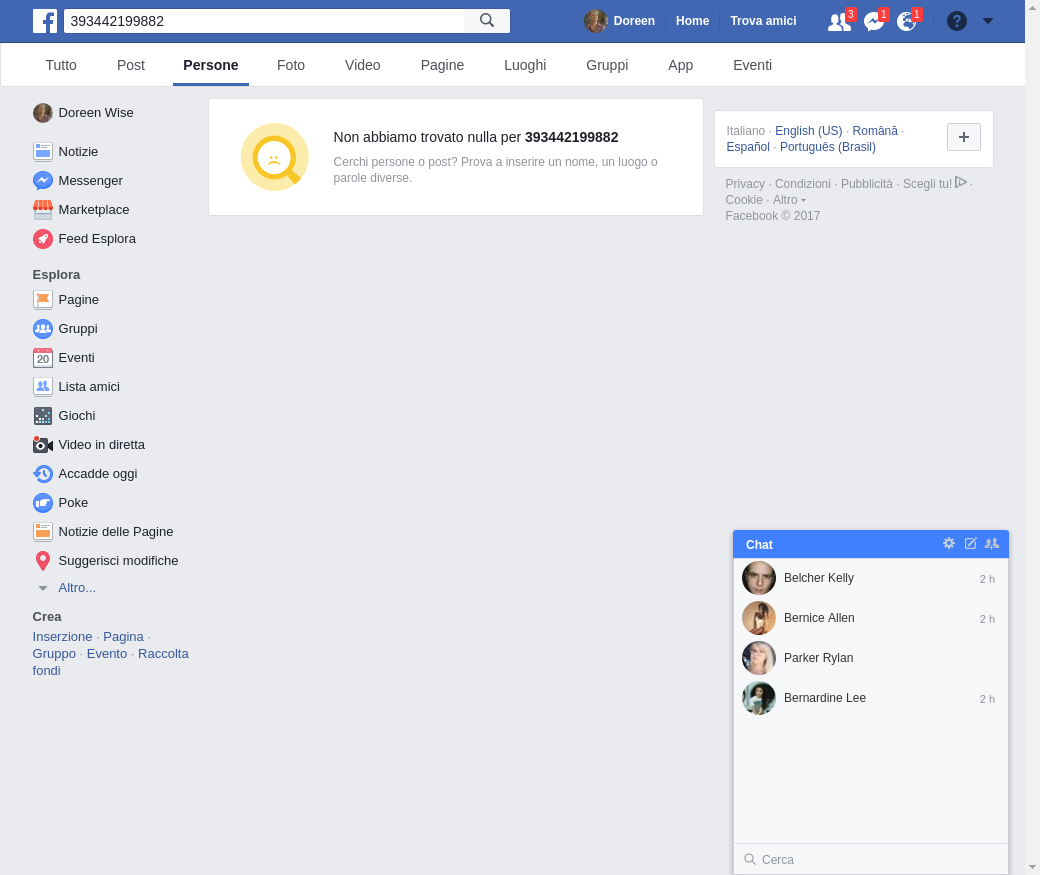 393442199882
Doreen
Home
Trova amici
3
1
1
?
Tutto
Post
Persone
Foto
Video
Pagine
Luoghi
Gruppi
App
Eventi
Doreen Wise
Notizie
Messenger
Marketplace
Feed Esplora
Esplora
Pagine
Gruppi
20
Eventi
Lista amici
Giochi
Video in diretta
Accadde oggi
Poke
Notizie delle Pagine
Suggerisci modifiche
Altro...
Crea
Inserzione · Pagina ·
Gruppo · Evento · Raccolta
fondi
Non abbiamo trovato nulla per 393442199882
Cerchi persone o post? Prova a inserire un nome, un luogo o
parole diverse.
Italiano · English (US) · Română ·
Español · Português (Brasil)
Privacy · Condizioni · Pubblicità · Scegli tu! ·
Cookie · Altro
Facebook © 2017
Chat
Belcher Kelly
2 h
Bernice Allen
2 h
Parker Rylan
Bernardine Lee
2 h
Cerca